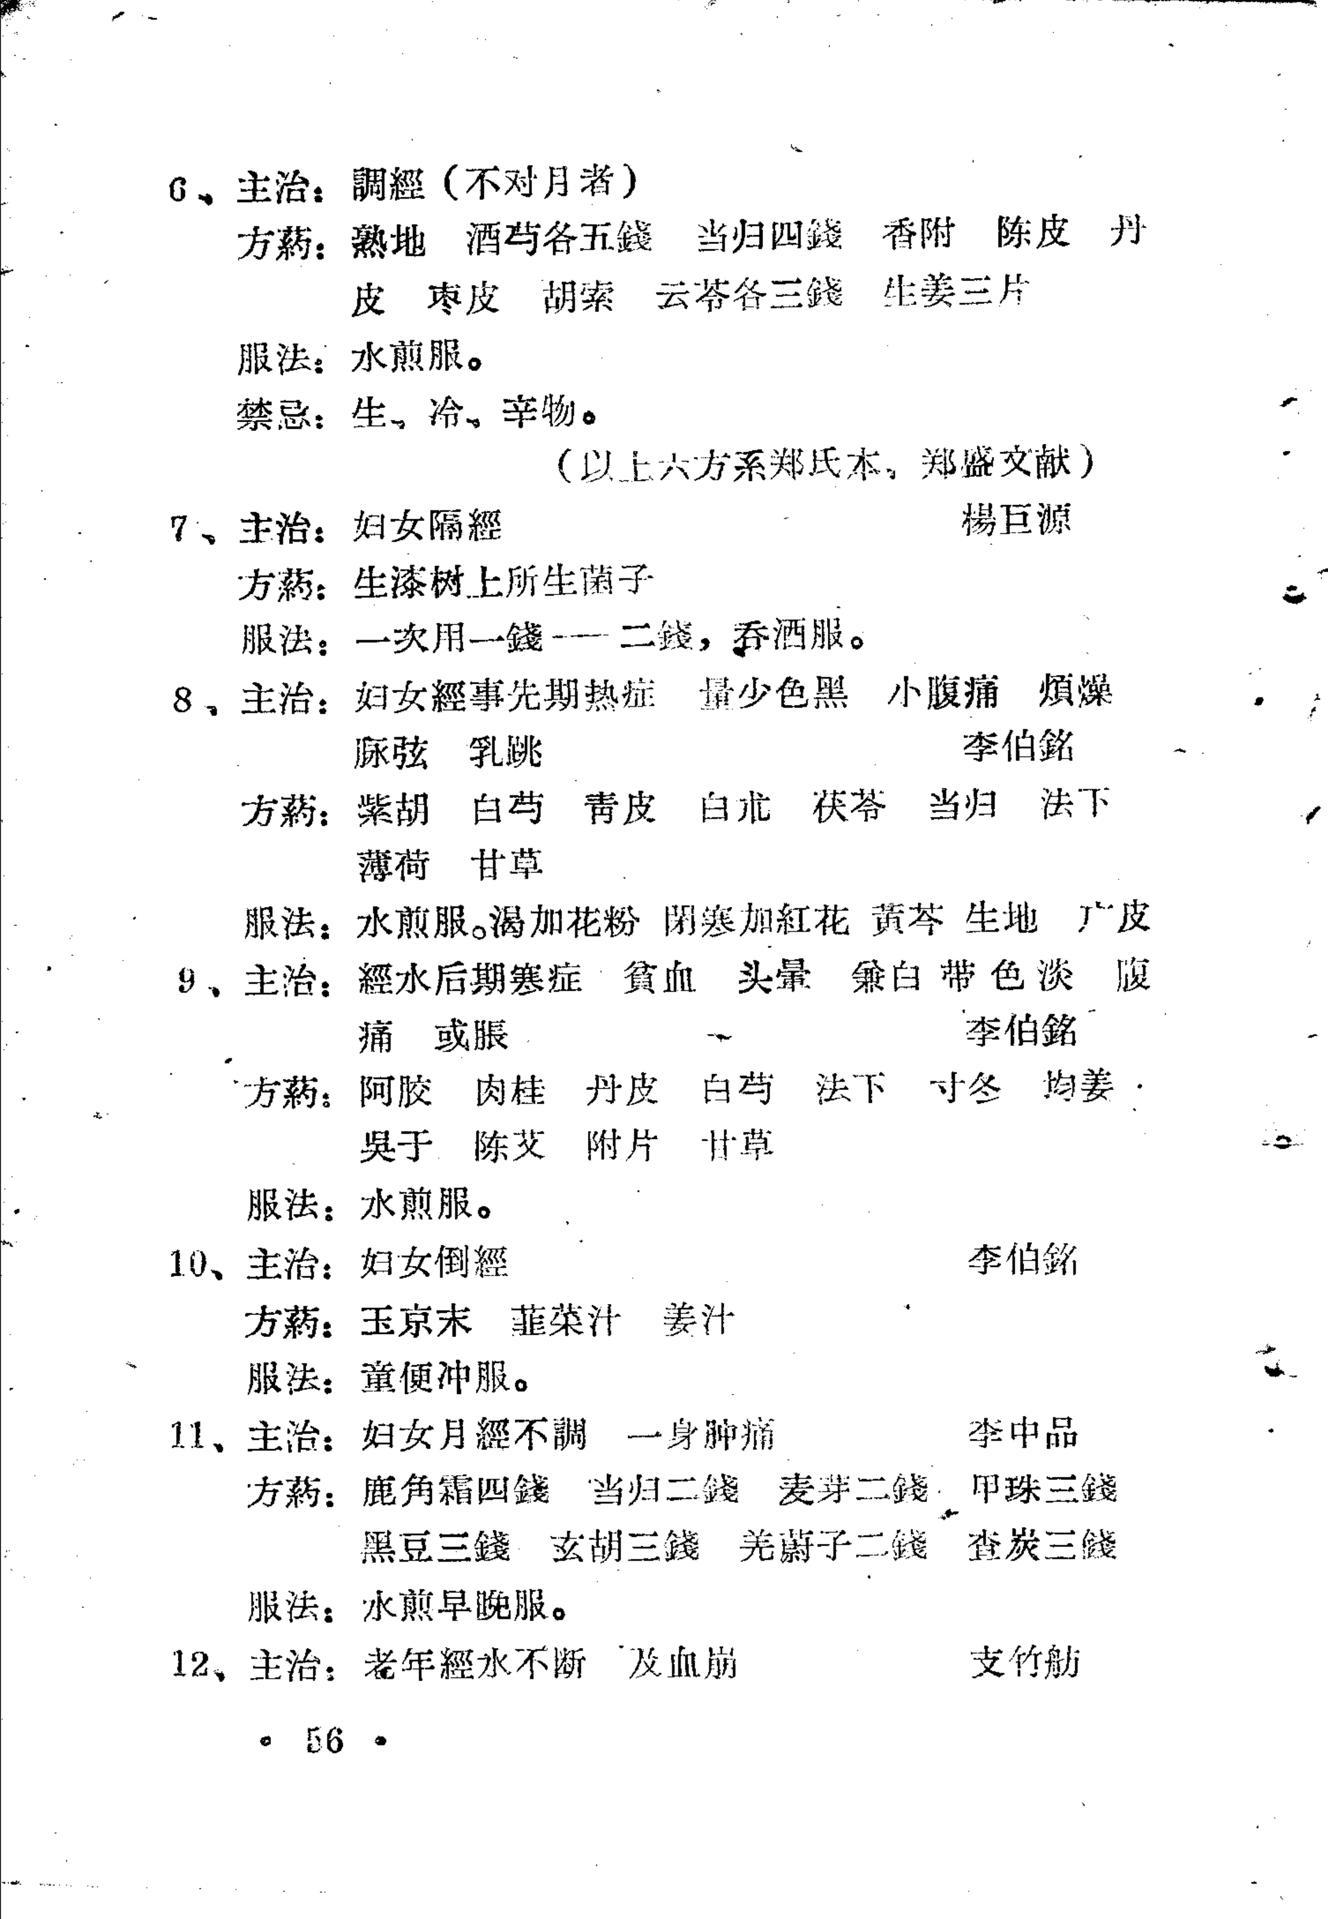 6、主治：調經（不对月者）
方葯：熟地　酒芍各五錢　当归四錢　香附　陈皮　丹
皮　枣皮　胡索　云苓各三錢　生姜三片
服法：水煎服。
禁忌：生、冷、辛物。
（以上六方系郑氏本，郑盛文献）
7、主治：妇女隔經　楊巨源
方葯：生漆树上所生菌子
服法：一次用一錢——二錢，吞酒服。
8、主治：妇女經事先期热症　量少色黑　小腹痛　煩燥
脉弦　乳跳　李伯銘
方葯：紫胡　白芍　青皮　白朮　茯苓　当归　法下
薄荷　甘草
服法：水煎服。渴加花粉　閉寒加紅花　黄芩　生地　广皮
9、主治：經水后期寒症　貧血　头暈　兼白带色淡　腹
痛　或脹　李伯銘
方葯：阿胶　肉桂　丹皮　白芍　法下　寸冬　均姜
吳于　陈艾　附片　甘草
服法：水煎服。
10、主治：妇女倒經　李伯銘
方葯：玉京末　韮菜汁　姜汁
服法：童便冲服。
11、主治：妇女月經不調　一身肿痛　李中品
方葯：鹿角霜四錢　当归二錢　麦芽二錢　甲珠三錢
黑豆三錢　玄胡三錢　羌蔚子二錢　查炭三錢
服法：水煎早晚服。
12、主治：老年經水不断　及血崩　支竹舫
• 56 •